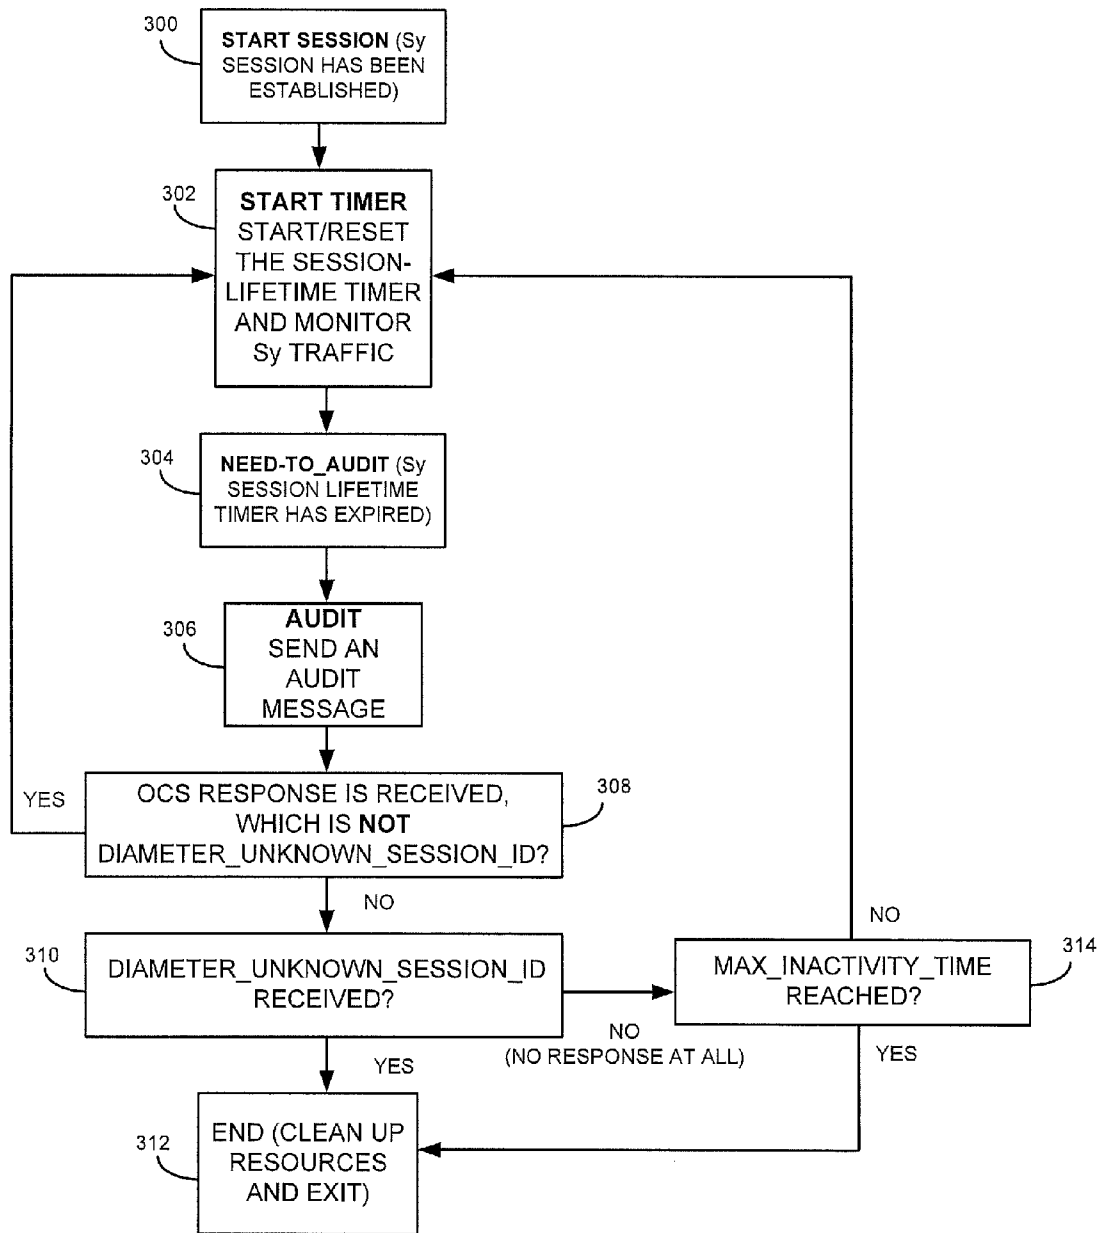 300
START SESSION (Sy
SESSION HAS BEEN
ESTABLISHED)
302
START TIMER
START/RESET
THE SESSION-
LIFETIME TIMER
AND MONITOR
Sy TRAFFIC
304
NEED-TO_AUDIT (Sy
SESSION LIFETIME
TIMER HAS EXPIRED)
306
AUDIT
SEND AN
AUDIT
MESSAGE
YES
OCS RESPONSE IS RECEIVED,
WHICH IS NOT
DIAMETER_UNKNOWN_SESSION_ID?
308
NO
NO
310
DIAMETER_UNKNOWN_SESSION_ID
RECEIVED?
MAX_INACTIVITY_TIME
REACHED?
314
NO
(NO RESPONSE AT ALL)
YES
YES
312
END (CLEAN UP
RESOURCES
AND EXIT)